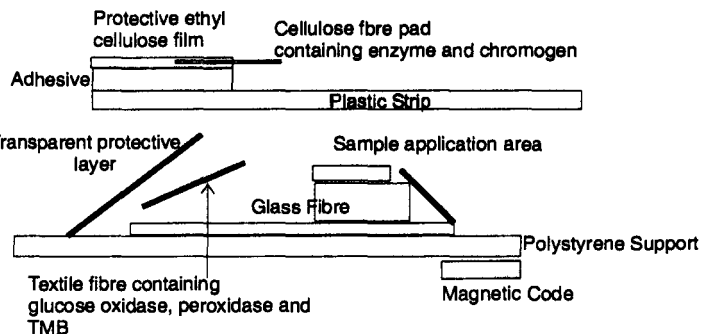 Protective ethyl
cellulose film
Cellulose fbre pad
containing enzyme and chromogen
Adhesive
Plastic Strip
Transparent protective
layer
Sample application area
Glass Fibre
Polystyrene Support
Textile fibre containing
glucose oxidase, peroxidase and
TMB
Magnetic Code